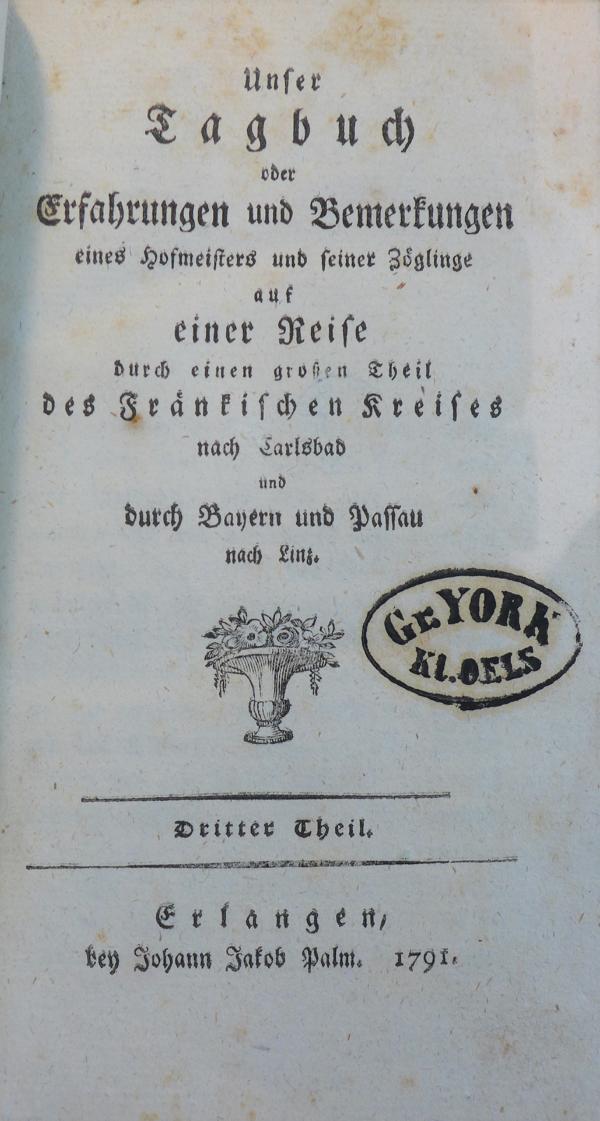 Unser
Tagbuch
oder
Erfahrungen und Bemerkungen
eines Hofmeisters und seiner Zöglinge
auf
einer Reise
durch einen großen Theil
des Fränkischen Kreises
nach Carlsbad
und
durch Bayern und Passau
nach Linz.
Gr. YORK
Kl. OELS
Dritter Theil.
Erlangen,
bey Johann Jakob Palm. 1791.